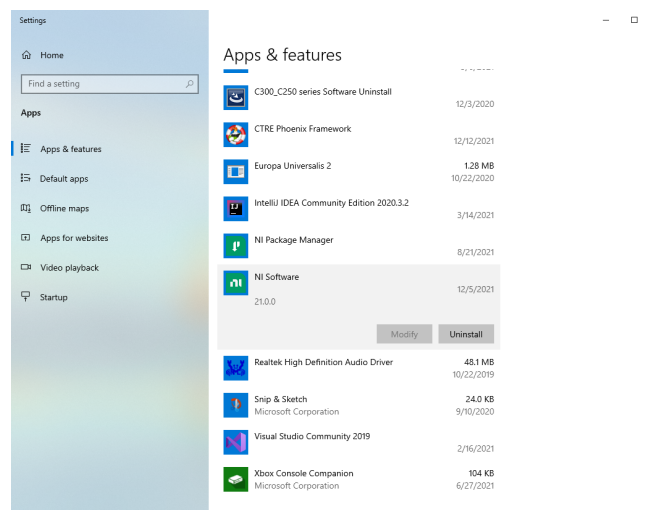 Settings
Home
Find a setting
Apps
Apps & features
Default apps
Offline maps
Apps for websites
Video playback
Startup
Apps & features
C300_C250 series Software Uninstall
12/3/2020
CTRE Phoenix Framework
12/12/2021
Europa Universalis 2
1.28 MB
10/22/2020
IntelliJ IDEA Community Edition 2020.3.2
3/14/2021
NI Package Manager
8/21/2021
NI Software
12/5/2021
21.0.0
Modify
Uninstall
Realtek High Definition Audio Driver
48.1 MB
10/22/2019
Snip & Sketch
24.0 KB
Microsoft Corporation
9/10/2020
Visual Studio Community 2019
2/16/2021
Xbox Console Companion
104 KB
Microsoft Corporation
6/27/2021